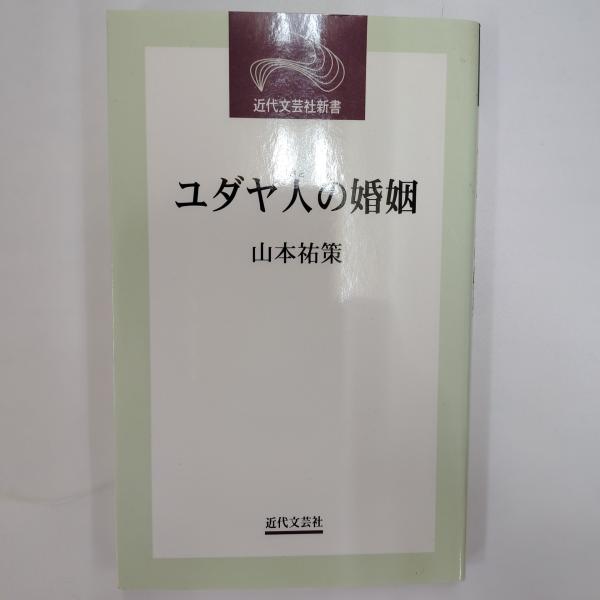 近代文芸社新書
ユダヤ人の婚姻
山本祐策
近代文芸社